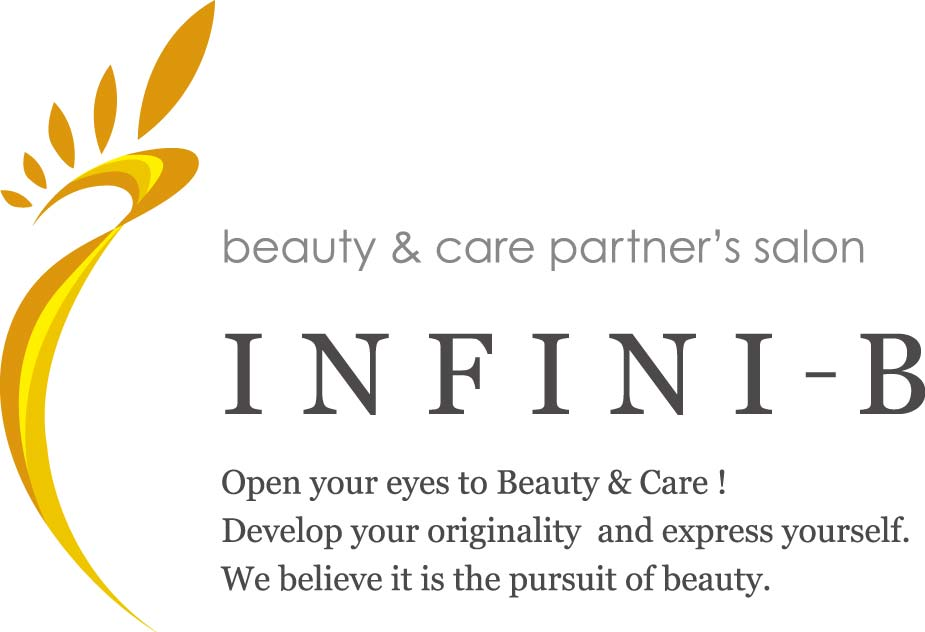 beauty & care partner's salon
INFINI-B
Open your eyes to Beauty & Care !
Develop your originality  and express yourself.
We believe it is the pursuit of beauty.